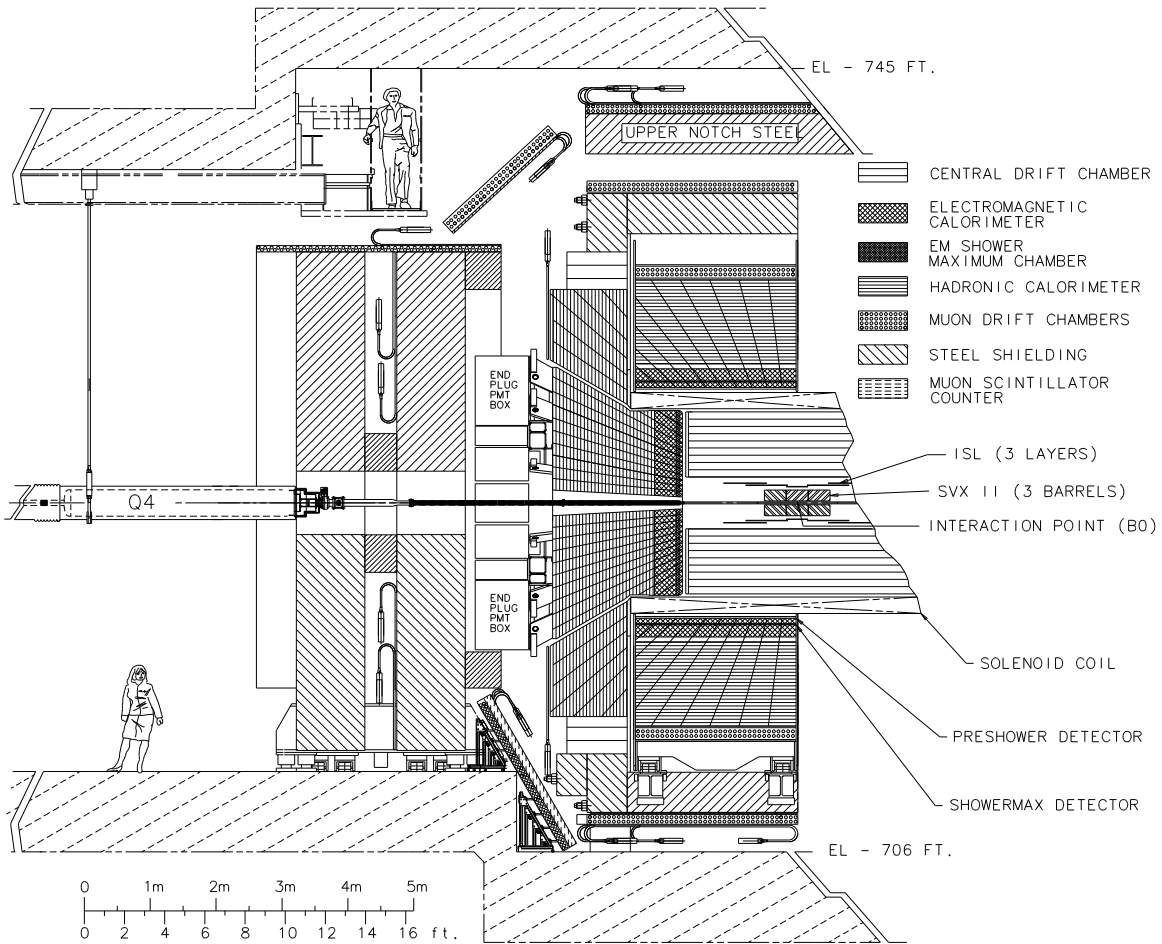 EL - 745 FT.
UPPER NOTCH STEEL
CENTRAL DRIFT CHAMBER
ELECTROMAGNETIC
CALORIMETER
EM SHOWER
MAXIMUM CHAMBER
HADRONIC CALORIMETER
MUON DRIFT CHAMBERS
STEEL SHIELDING
MUON SCINTILLATOR
COUNTER
END
PLUG
PMT
BOX
ISL (3 LAYERS)
Q4
SVX II (3 BARRELS)
INTERACTION POINT (B0)
END
PLUG
PMT
BOX
SOLENOID COIL
PRESHOWER DETECTOR
SHOWERMAX DETECTOR
EL - 706 FT.
0 1m 2m 3m 4m 5m
0 2 4 6 8 10 12 14 16 ft.